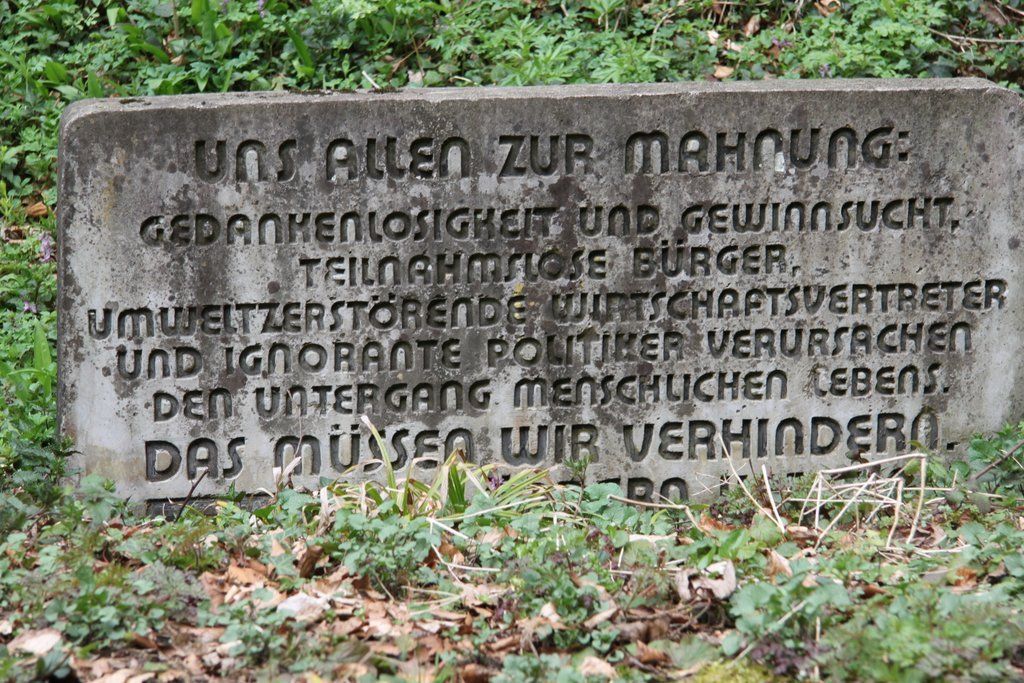 UNS ALLEN ZUR MAHNUNG:
GEDANKENLOSIGKEIT UND GEWINNSUCHT,
TEILNAHMSLOSE BÜRGER,
UMWELTZERSTÖRENDE WIRTSCHAFTSVERTRETER
UND IGNORANTE POLITIKER VERURSACHEN
DEN UNTERGANG MENSCHLICHEN LEBENS.
DAS MÜSSEN WIR VERHINDERN.